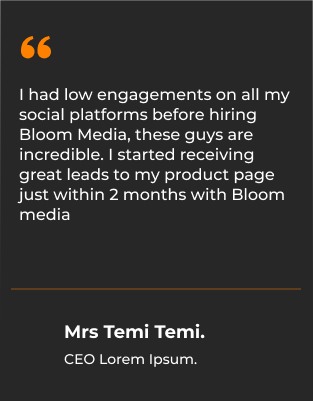 “
I had low engagements on all my
social platforms before hiring
Bloom Media, these guys are
incredible. I started receiving
great leads to my product page
just within 2 months with Bloom
media
Mrs Temi Temi.
CEO Lorem Ipsum.